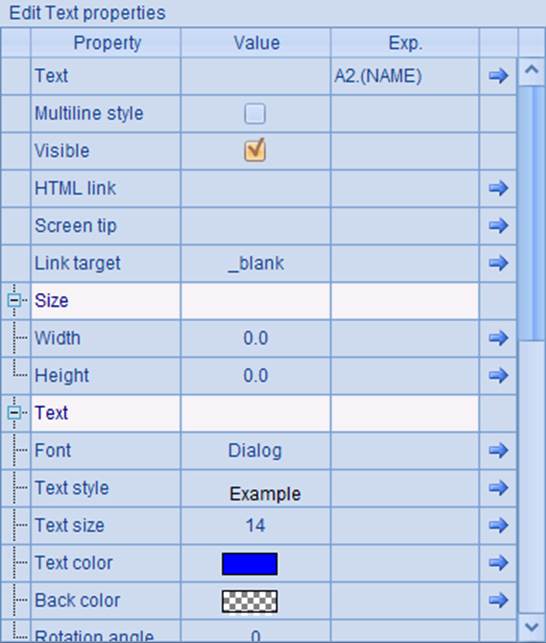 Edit Text properties
Property Value Exp.
Text A2.(NAME)
Multiline style
Visible
HTML link
Screen tip
Link target _blank
Size
Width 0.0
Height 0.0
Text
Font Dialog
Text style Example
Text size 14
Text color
Back color
Rotation angle 0